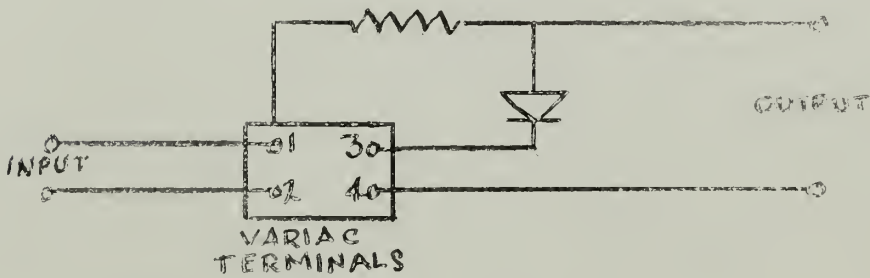 OUTPUT
1 3
INPUT
2 4
VARIAC
TERMINALS